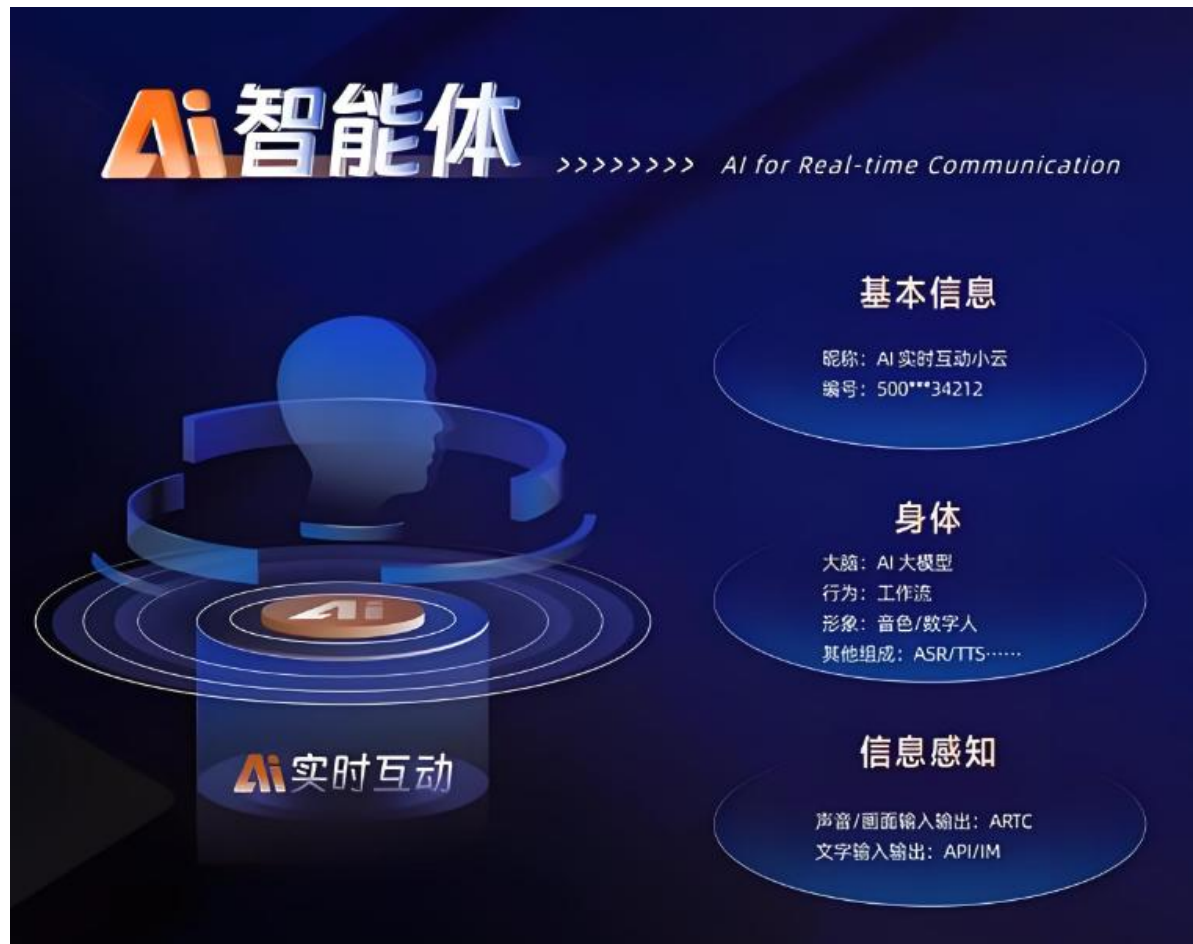 Ai智能体 >>>>>>>> AI for Real-time Communication
基本信息
昵称：AI 实时互动小云
编号：500***34212
身体
大脑：AI 大模型
行为：工作流
形象：音色/数字人
其他组成：ASR/TTS……
Ai
Ai实时互动
信息感知
声音/画面输入输出：ARTC
文字输入输出：API/IM